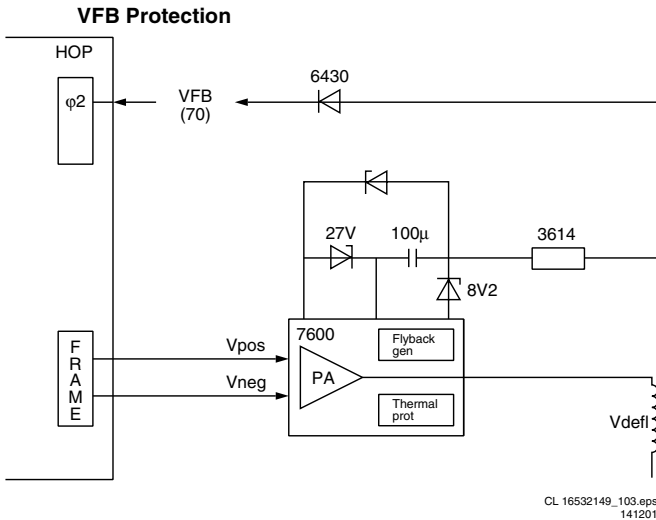 VFB Protection
HOP
φ2
VFB
(70)
6430
27V
100µ
3614
8V2
7600
Flyback
gen
PA
Thermal
prot
F
R
A
M
E
Vpos
Vneg
Vdefl
CL 16532149_103.eps
141201